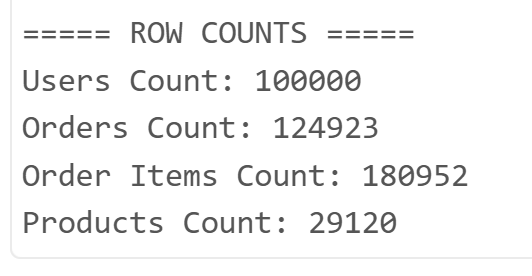 ===== ROW COUNTS =====
Users Count: 100000
Orders Count: 124923
Order Items Count: 180952
Products Count: 29120